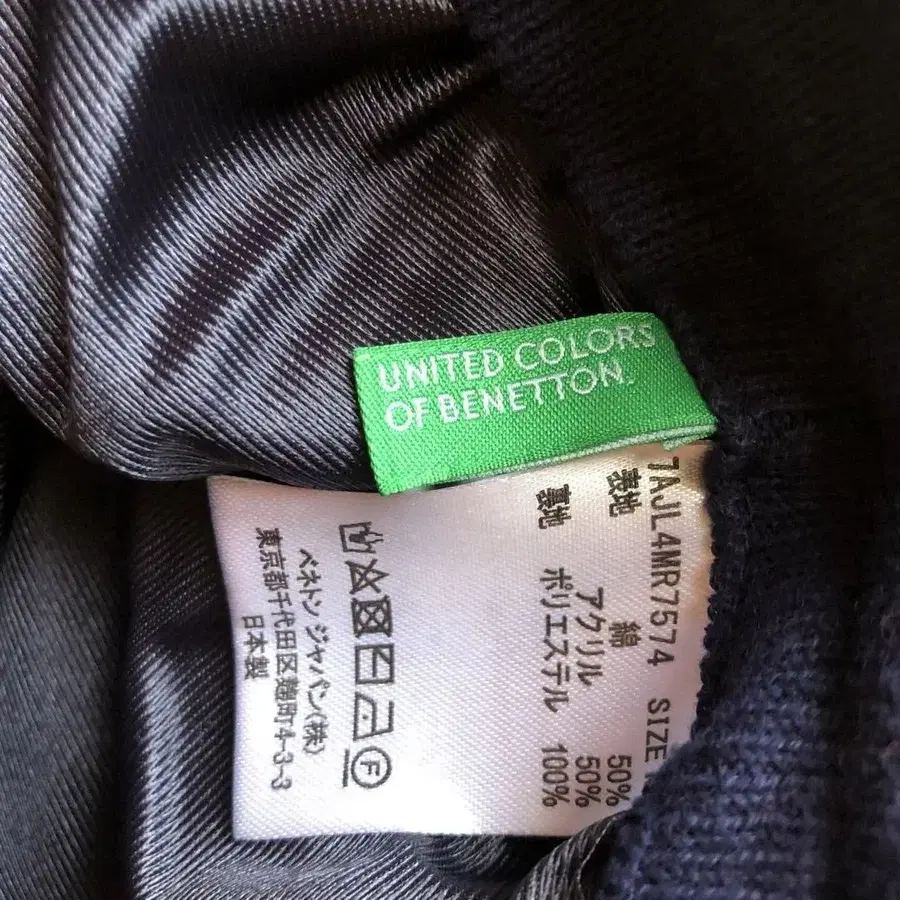 UNITED COLORS
OF BENETTON.
7AJL4MR7574 SIZE
表地 綿 50%
アクリル 50%
裏地 ポリエステル 100%
F
ベネトン ジャパン(株)
東京都千代田区麹町4-3-3
日本製